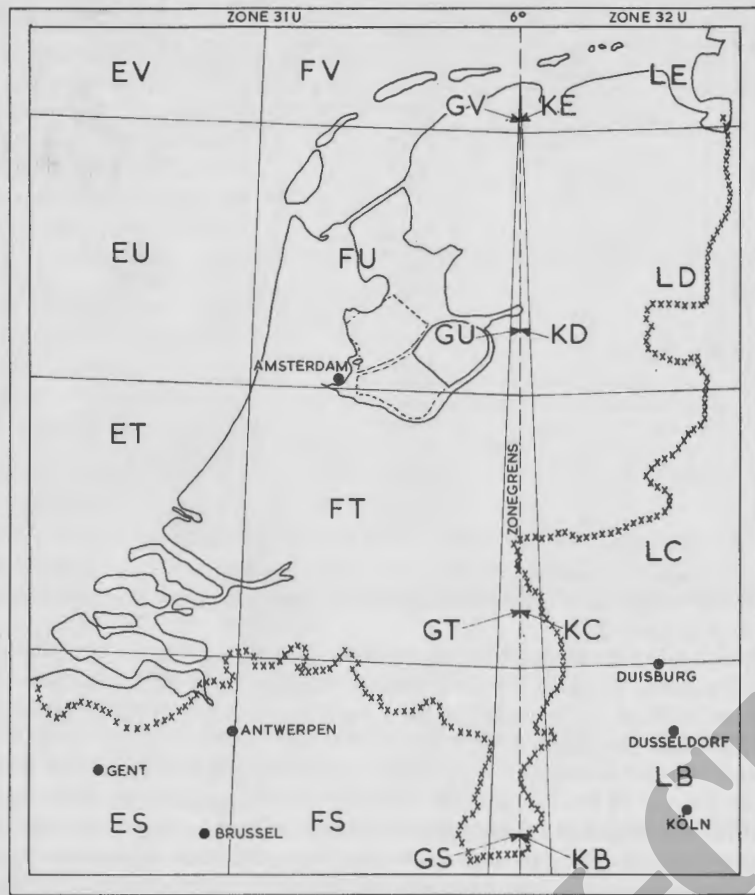 ZONE 31 U 6° ZONE 32 U
EV FV LE
GV KE
EU FU LD
GU KD
AMSTERDAM
ET
ZONEGRENS
FT
LC
GT KC
DUISBURG
ANTWERPEN DUSSELDORF
GENT
LB
ES FS KÖLN
BRUSSEL
GS KB